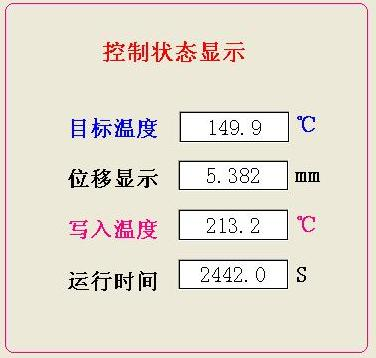 控制状态显示
目标温度 149.9 ℃
位移显示 5.382 mm
写入温度 213.2 ℃
运行时间 2442.0 S